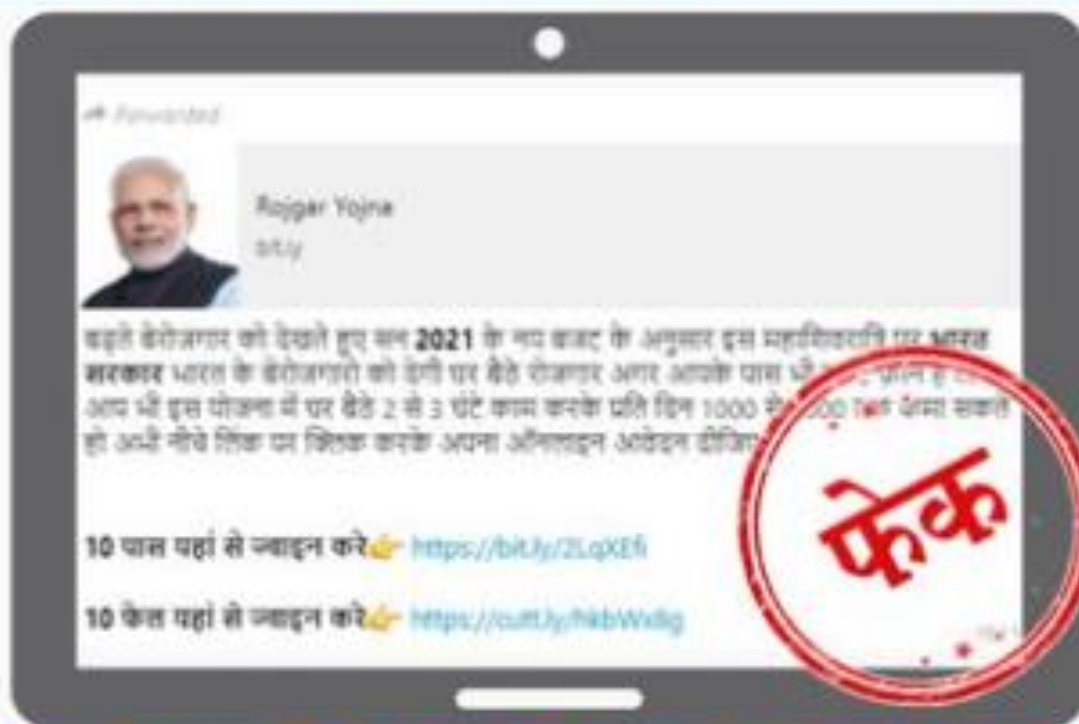 Forwarded
Rojgar Yojna
bit.ly
बढ़ते बेरोजगार को देखते हुए सन 2021 के नए बजट के अनुसार इस महाशिवरात्रि पर भारत
सरकार भारत के बेरोजगारो को देगी घर बैठे रोजगार अगर आपके पास भी फ़ोन है
आप भी इस योजना में घर बैठे 2 से 3 घंटे काम करके प्रति दिन 1000 से तक कमा सकते
हो अभी नीचे लिंक पर क्लिक करके अपना ऑनलाइन आवेदन दीजिए
फेक
10 पास यहां से ज्वाइन करे👉 https://bit.ly/2LqXEfi
10 फेल यहां से ज्वाइन करे👉 https://cutt.ly/hkbWxdig